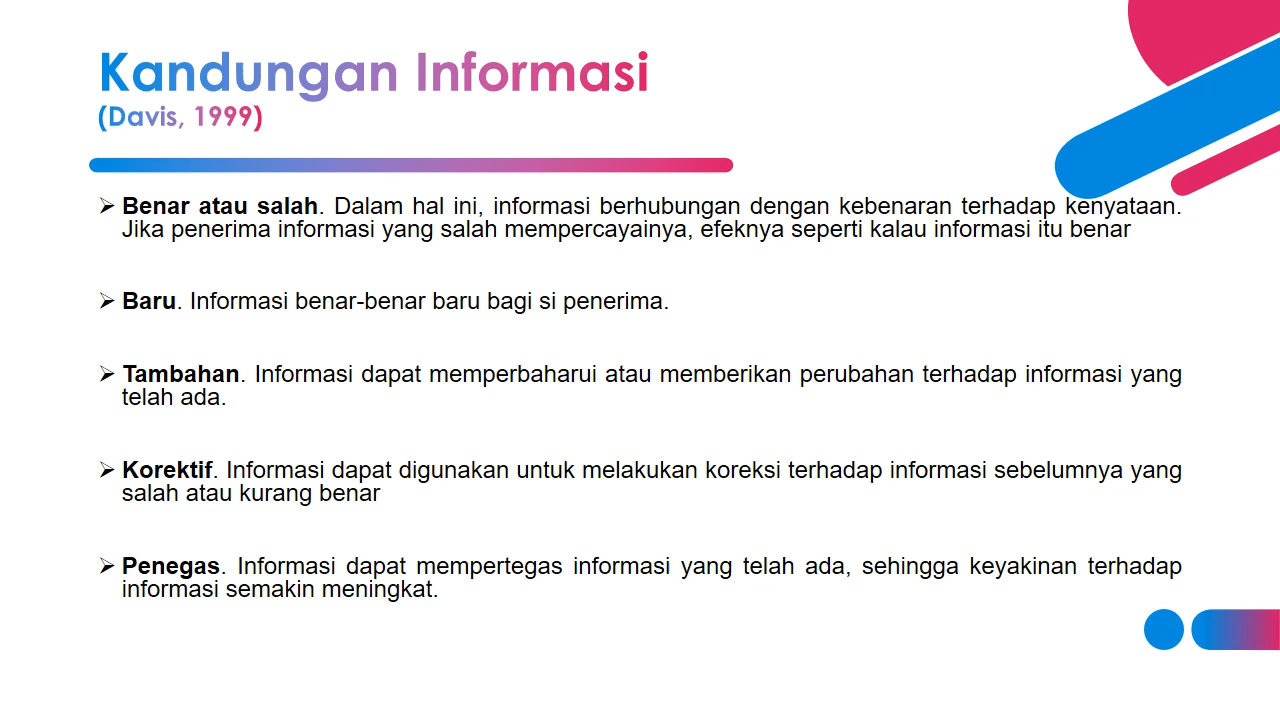 Kandungan Informasi
(Davis, 1999)
➢ Benar atau salah. Dalam hal ini, informasi berhubungan dengan kebenaran terhadap kenyataan.
Jika penerima informasi yang salah mempercayainya, efeknya seperti kalau informasi itu benar
➢ Baru. Informasi benar-benar baru bagi si penerima.
➢ Tambahan. Informasi dapat memperbaharui atau memberikan perubahan terhadap informasi yang
telah ada.
➢ Korektif. Informasi dapat digunakan untuk melakukan koreksi terhadap informasi sebelumnya yang
salah atau kurang benar
➢ Penegas. Informasi dapat mempertegas informasi yang telah ada, sehingga keyakinan terhadap
informasi semakin meningkat.